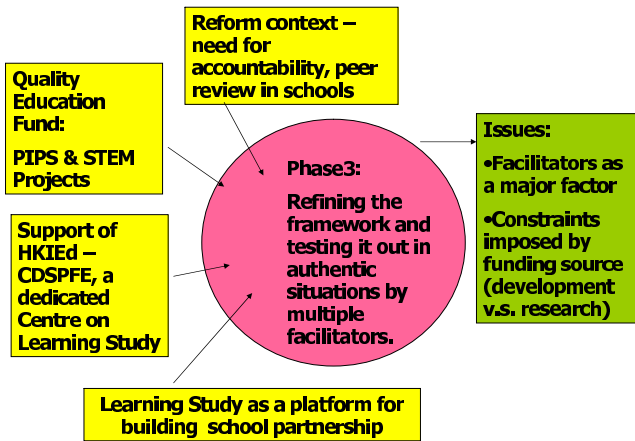 Reform context –
need for
accountability, peer
review in schools
Quality
Education
Fund:
PIPS & STEM
Projects
Support of
HKIEd –
CDSPFE, a
dedicated
Centre on
Learning Study
Phase3:
Refining the
framework and
testing it out in
authentic
situations by
multiple
facilitators.
Issues:
•Facilitators as
a major factor
•Constraints
imposed by
funding source
(development
v.s. research)
Learning Study as a platform for
building school partnership